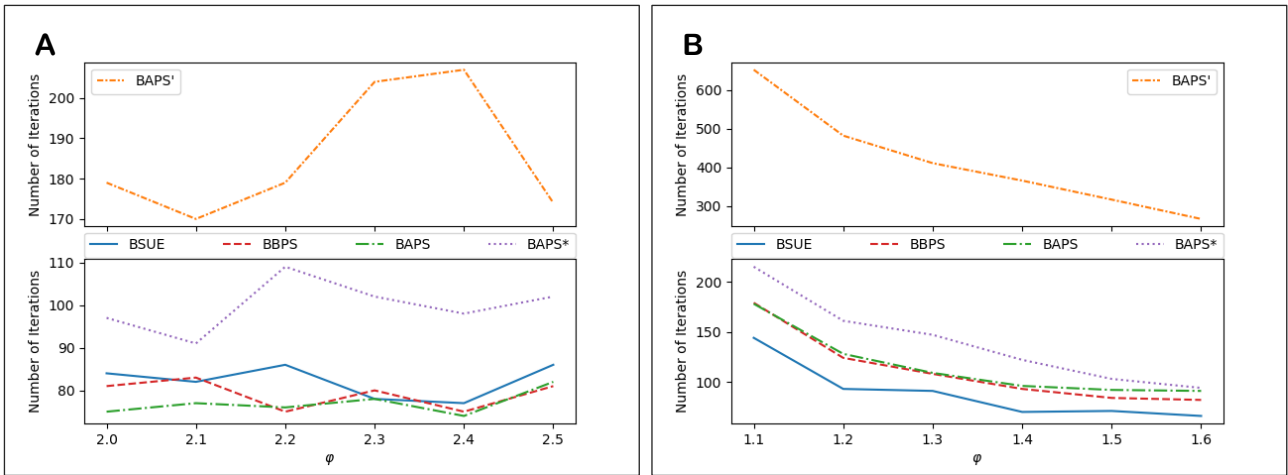 A
BAPS'
Number of Iterations
200
190
180
170
BSUE BBPS BAPS BAPS*
Number of Iterations
110
100
90
80
2.0 2.1 2.2 2.3 2.4 2.5
φ
B
BAPS'
Number of Iterations
600
500
400
300
BSUE BBPS BAPS BAPS*
Number of Iterations
200
150
100
1.1 1.2 1.3 1.4 1.5 1.6
φ